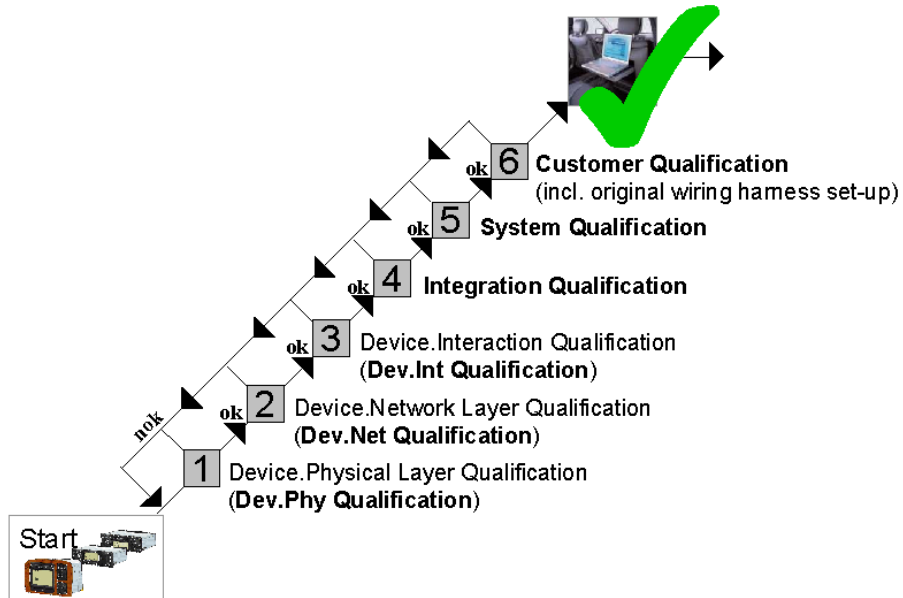 6
ok
Customer Qualification
(incl. original wiring harness set-up)
5
ok
System Qualification
4
ok
Integration Qualification
3
ok
Device.Interaction Qualification
(Dev.Int Qualification)
2
ok
Device.Network Layer Qualification
(Dev.Net Qualification)
nok
1
Device.Physical Layer Qualification
(Dev.Phy Qualification)
Start